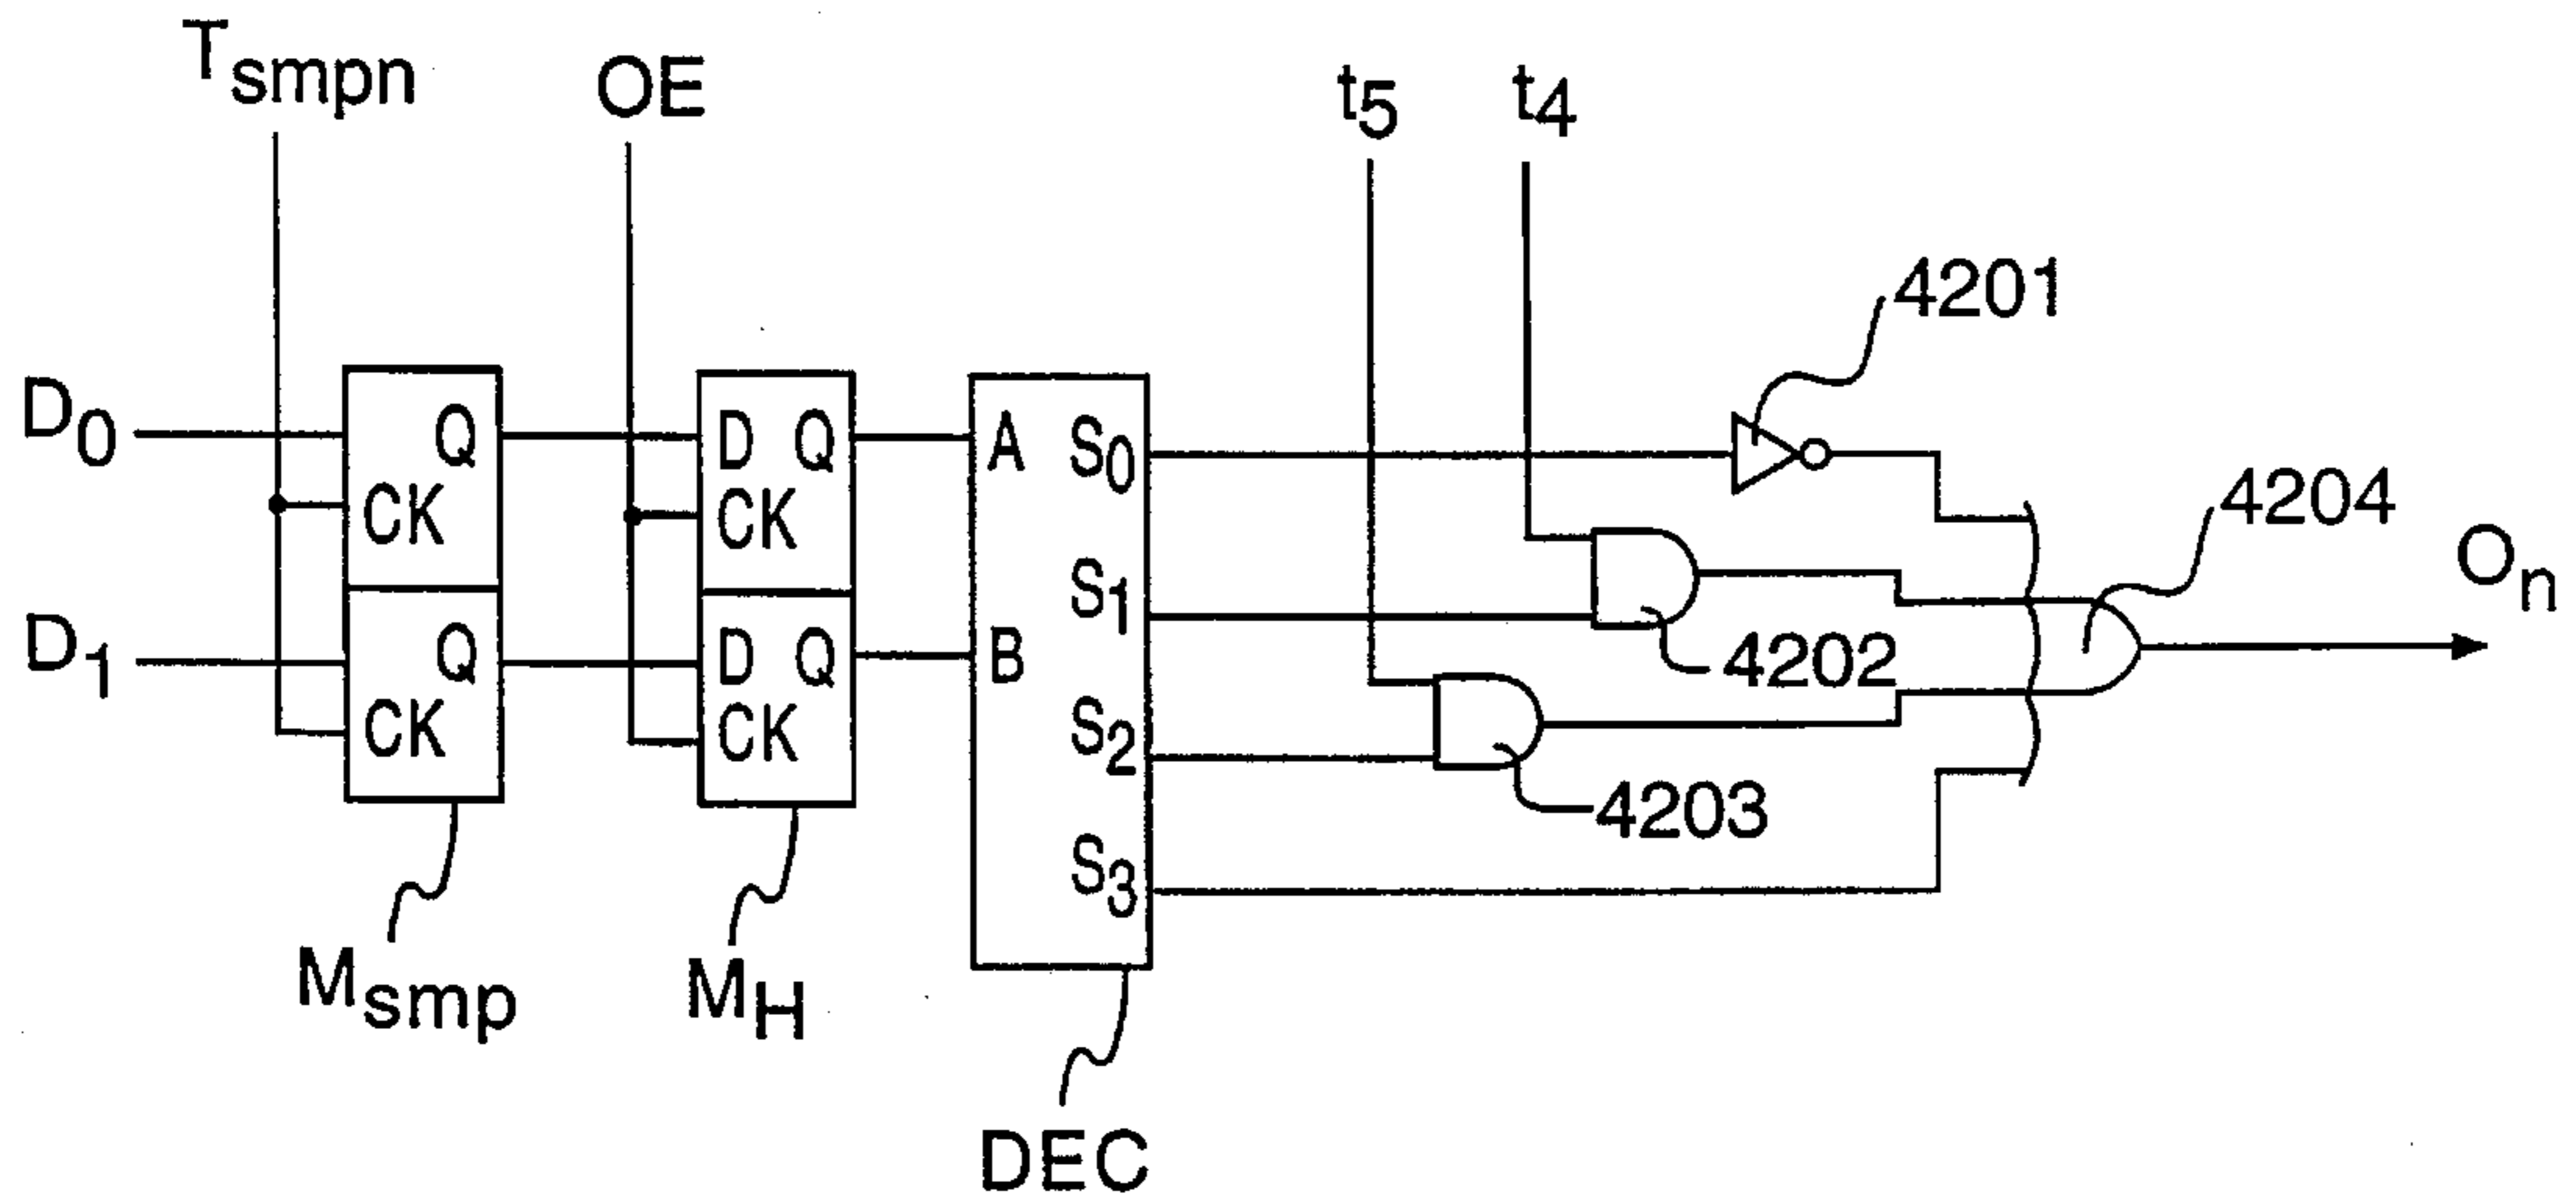 Tsmpn
OE
t5
t4
4201
D0
Q
D Q
A
S0
4204
CK
CK
On
S1
D1
Q
D Q
B
4202
CK
CK
S2
4203
S3
Msmp
MH
DEC